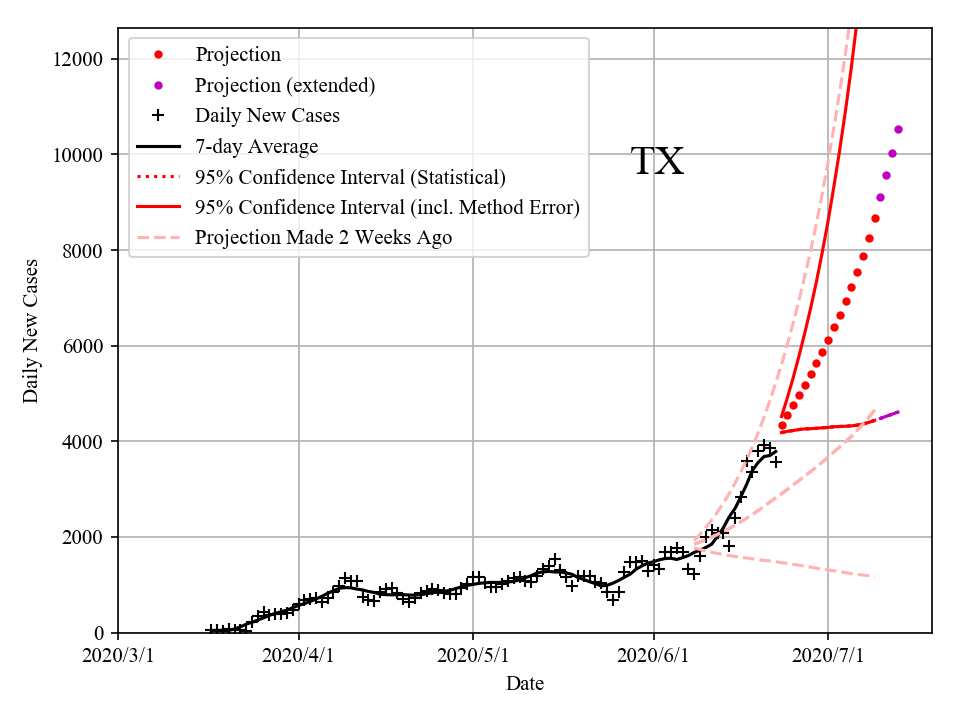 12000
10000
8000
6000
4000
2000
0
Daily New Cases
Projection
Projection (extended)
Daily New Cases
7-day Average
95% Confidence Interval (Statistical)
95% Confidence Interval (incl. Method Error)
Projection Made 2 Weeks Ago
TX
2020/3/1 2020/4/1 2020/5/1 2020/6/1 2020/7/1
Date